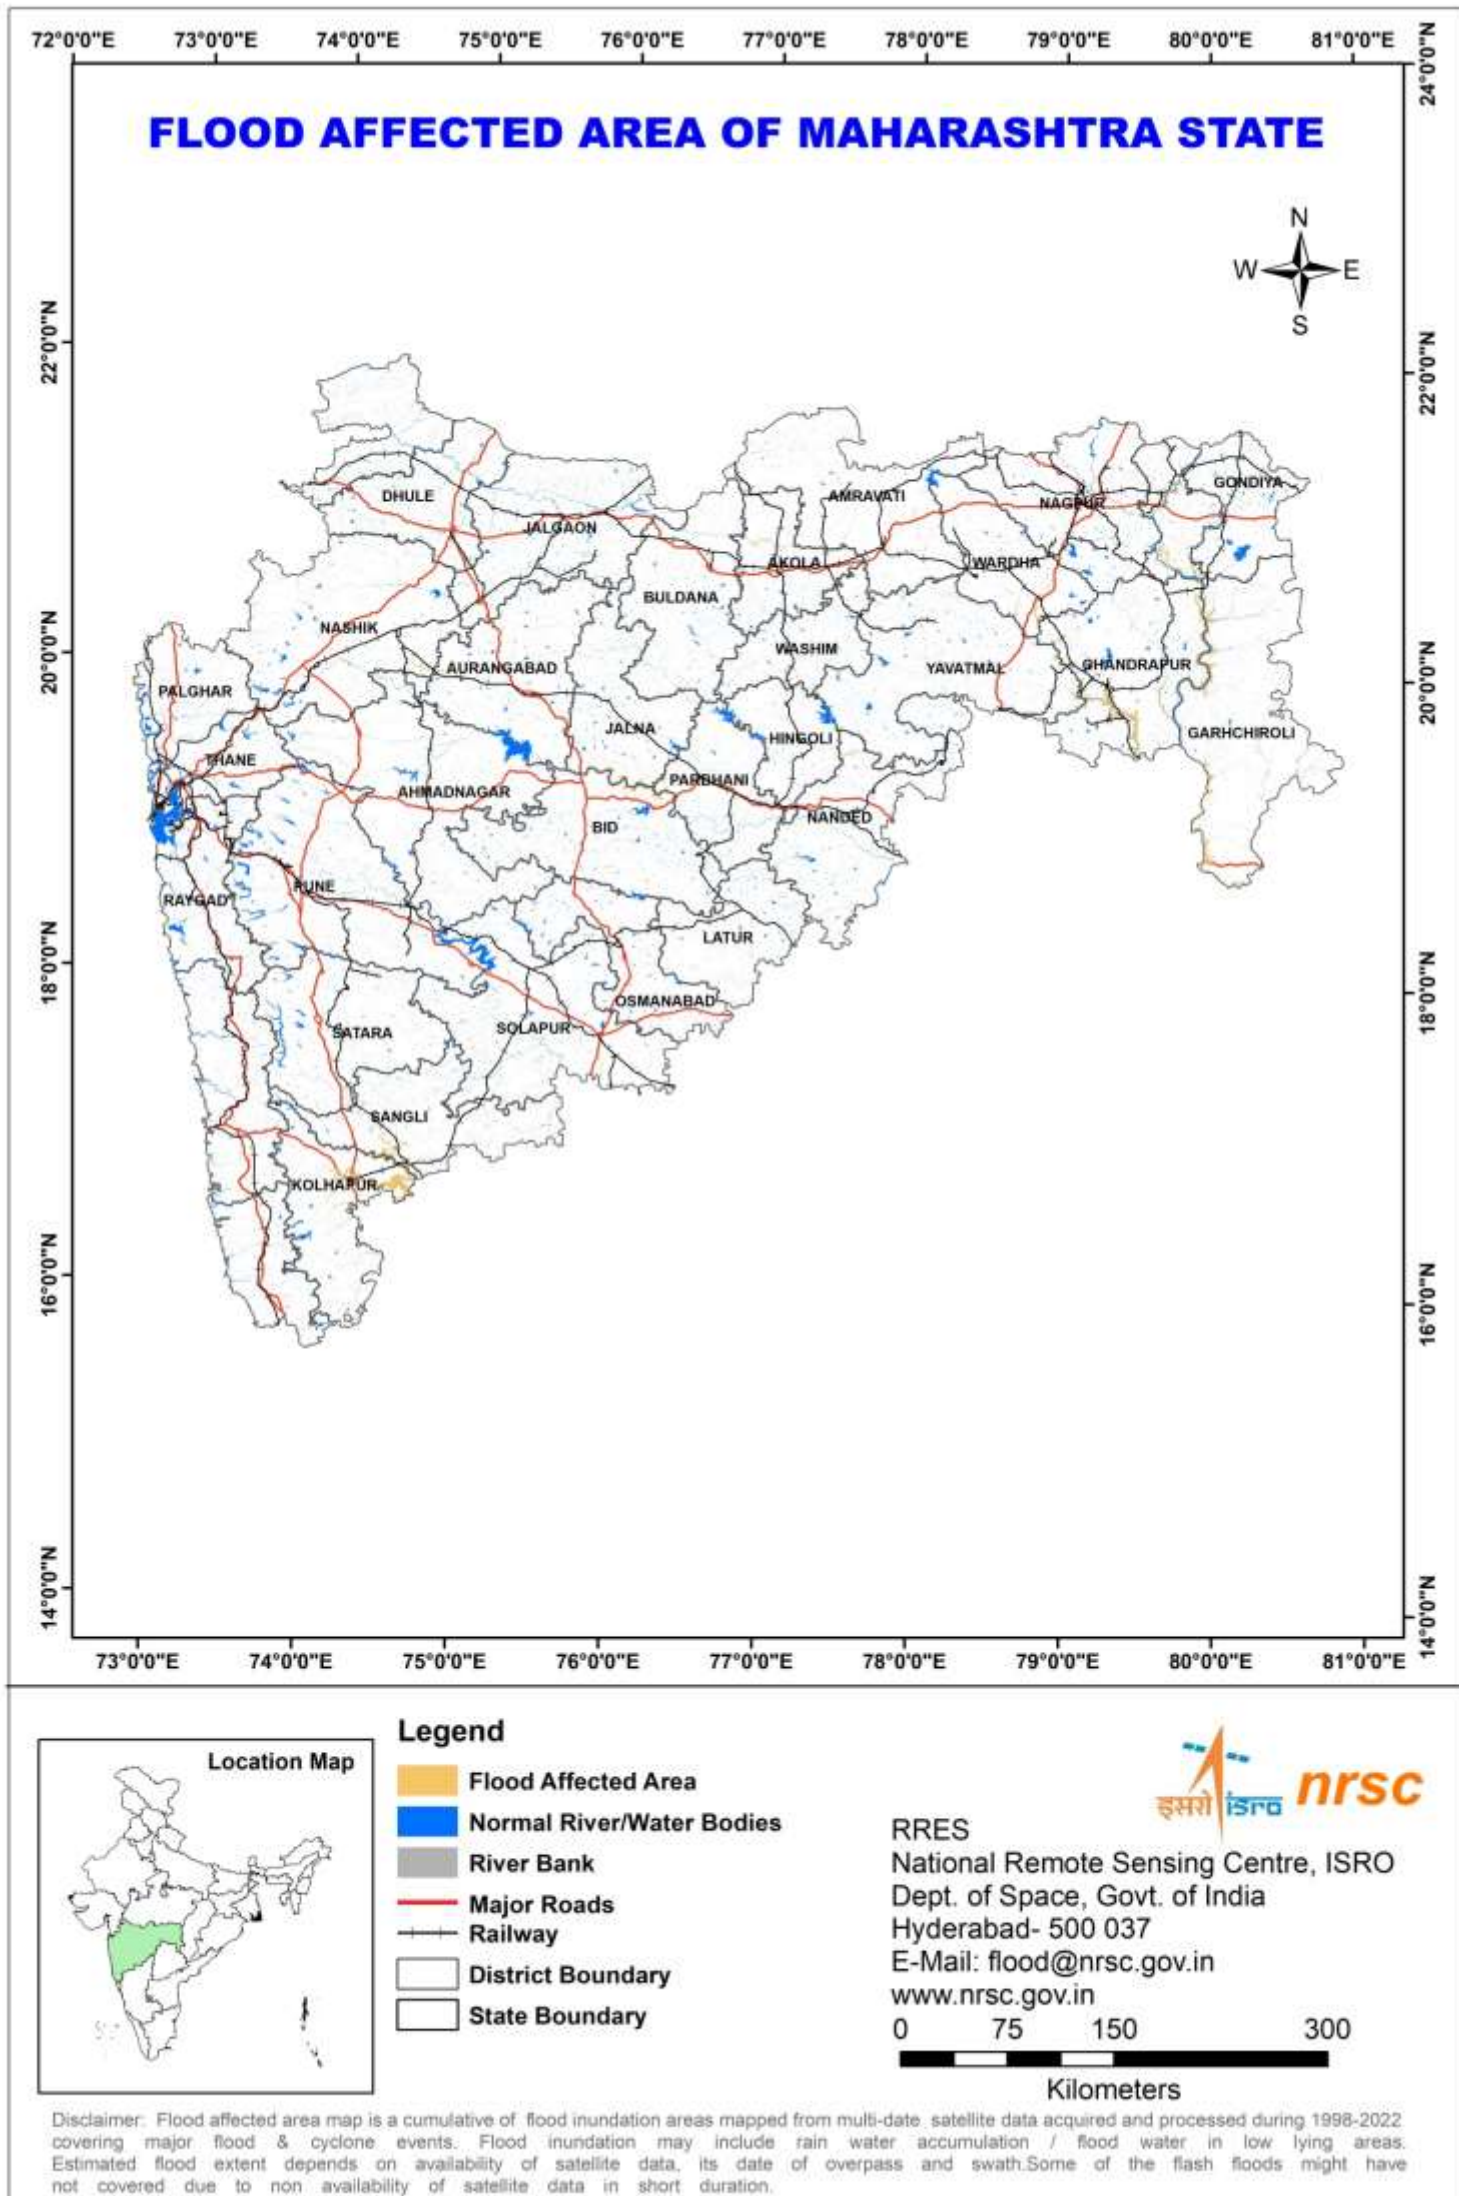 72°0'0"E 73°0'0"E 74°0'0"E 75°0'0"E 76°0'0"E 77°0'0"E 78°0'0"E 79°0'0"E 80°0'0"E 81°0'0"E
24°0'0"N
FLOOD AFFECTED AREA OF MAHARASHTRA STATE
N
W E
S
22°0'0"N
22°0'0"N
DHULE
AMRAVATI
NAGPUR
GONDIYA
JALGAON
AKOLA
WARDHA
BULDANA
NASHIK
20°0'0"N
WASHIM
AURANGABAD
YAVATMAL
GHANDRAPUR
20°0'0"N
PALGHAR
JALNA
HINGOLI
GARHCHIROLI
THANE
PARBHANI
AHMADNAGAR
NANDED
BID
PUNE
RAYGAD
LATUR
18°0'0"N
18°0'0"N
OSMANABAD
SATARA
SOLAPUR
SANGLI
KOLHAPUR
16°0'0"N
16°0'0"N
14°0'0"N
14°0'0"N
73°0'0"E 74°0'0"E 75°0'0"E 76°0'0"E 77°0'0"E 78°0'0"E 79°0'0"E 80°0'0"E 81°0'0"E
Location Map
Legend
Flood Affected Area
Normal River/Water Bodies
River Bank
Major Roads
Railway
District Boundary
State Boundary
इसरो isro nrsc
RRES
National Remote Sensing Centre, ISRO
Dept. of Space, Govt. of India
Hyderabad- 500 037
E-Mail: flood@nrsc.gov.in
www.nrsc.gov.in
0 75 150 300
Kilometers
Disclaimer: Flood affected area map is a cumulative of flood inundation areas mapped from multi-date satellite data acquired and processed during 1998-2022
covering major flood & cyclone events. Flood inundation may include rain water accumulation / flood water in low lying areas.
Estimated flood extent depends on availability of satellite data, its date of overpass and swath.Some of the flash floods might have
not covered due to non availability of satellite data in short duration.